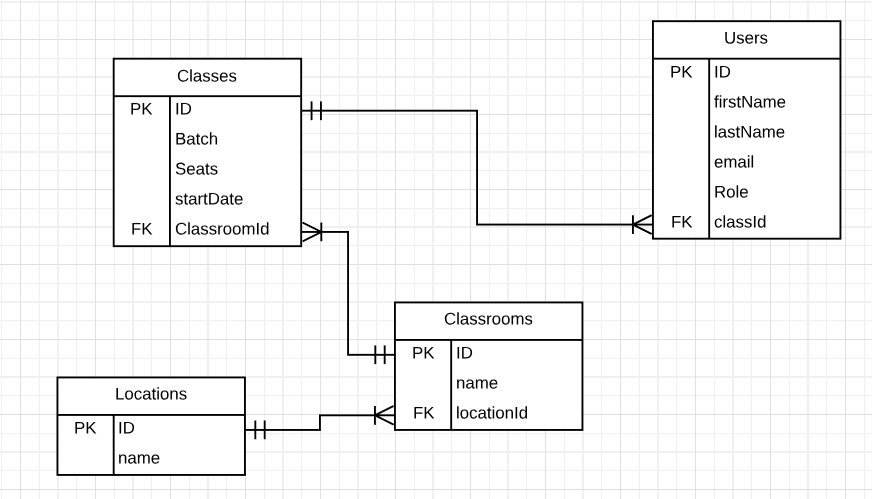 Classes
PK ID
Batch
Seats
startDate
FK ClassroomId
Users
PK ID
firstName
lastName
email
Role
FK classId
Classrooms
PK ID
name
FK locationId
Locations
PK ID
name